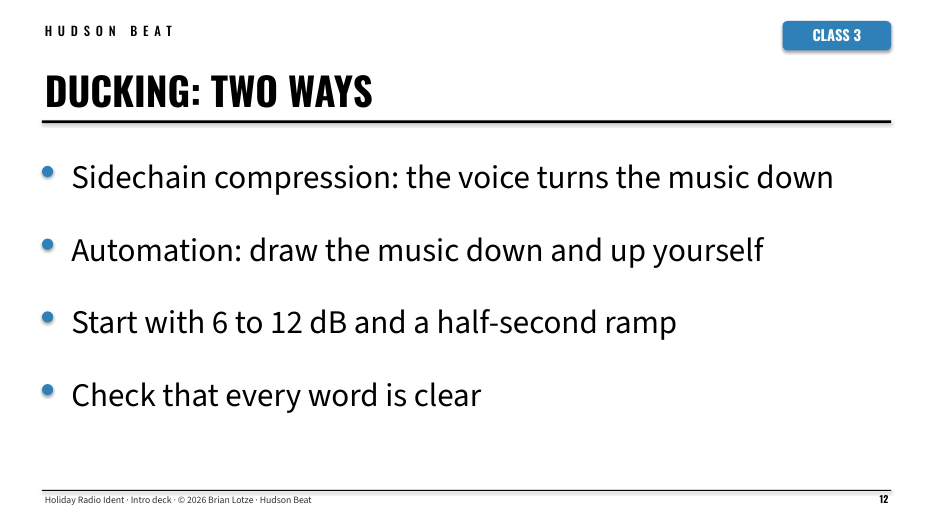 HUDSON BEAT
CLASS 3
DUCKING: TWO WAYS
Sidechain compression: the voice turns the music down
Automation: draw the music down and up yourself
Start with 6 to 12 dB and a half-second ramp
Check that every word is clear
Holiday Radio Ident · Intro deck · © 2026 Brian Lotze · Hudson Beat
12